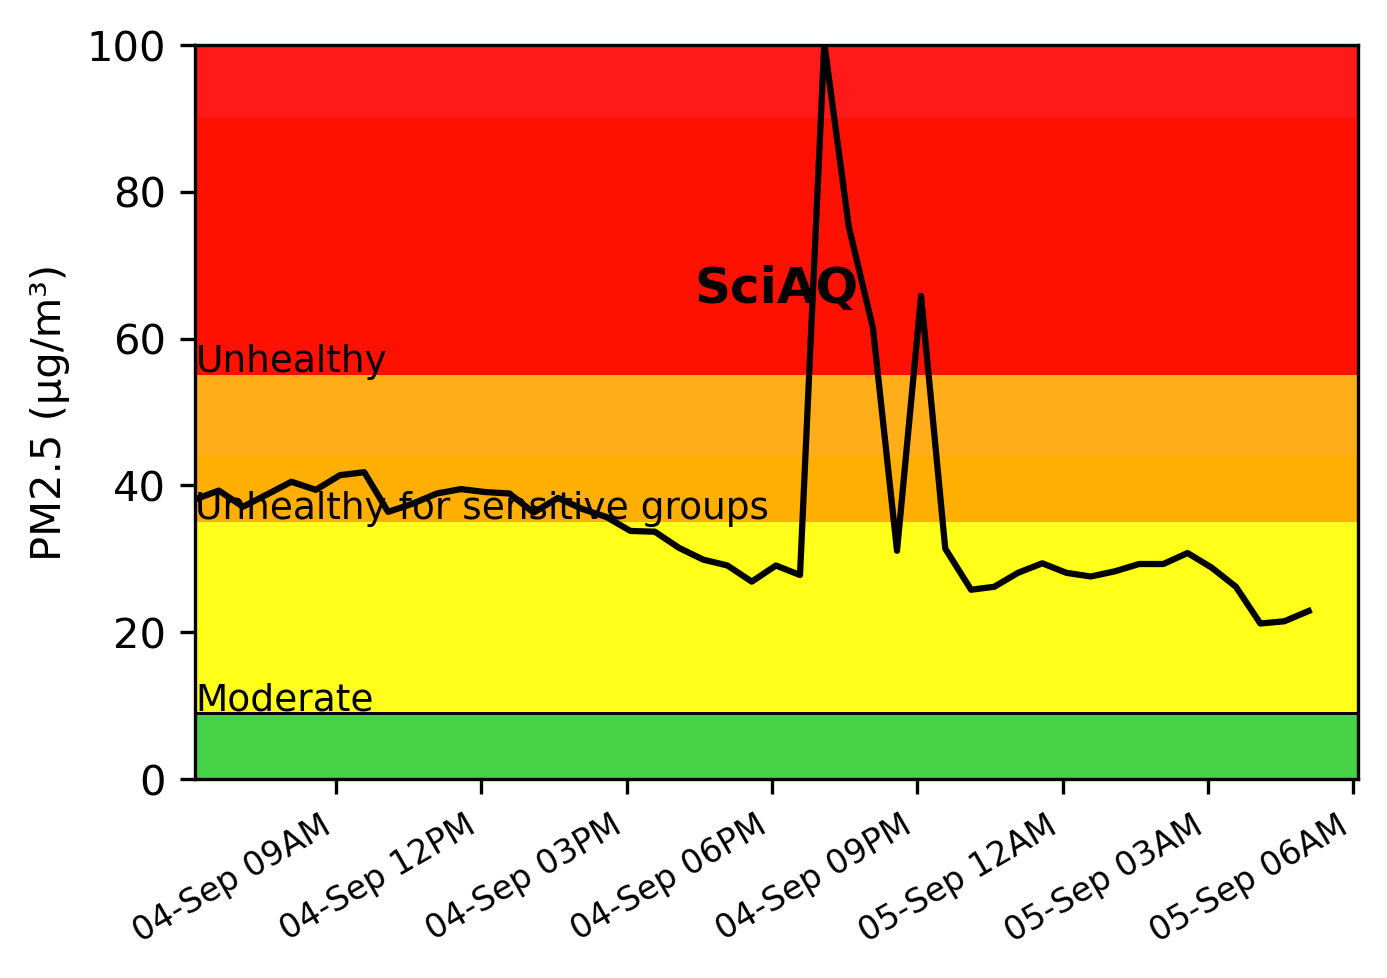 100
80
60
40
20
0
PM2.5 (µg/m³)
SciAQ
Unhealthy
Unhealthy for sensitive groups
Moderate
04-Sep 09AM
04-Sep 12PM
04-Sep 03PM
04-Sep 06PM
04-Sep 09PM
05-Sep 12AM
05-Sep 03AM
05-Sep 06AM